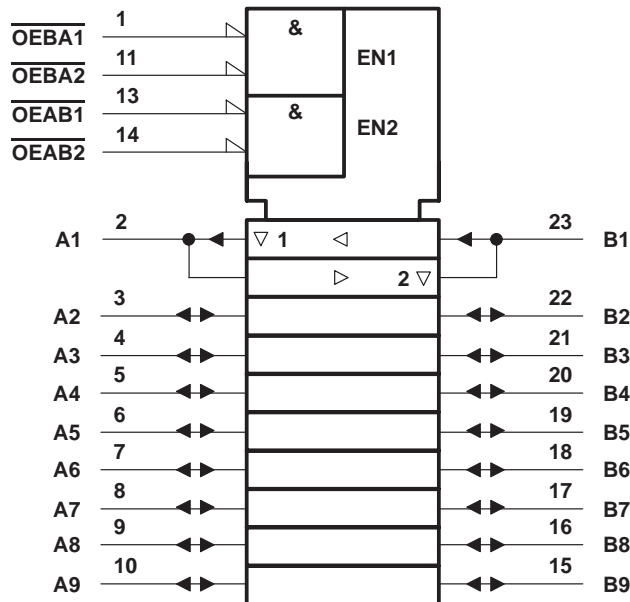 OEBA1 1 & EN1
OEBA2 11
OEAB1 13 & EN2
OEAB2 14
A1 2 1 23 B1
2
A2 3 22 B2
A3 4 21 B3
A4 5 20 B4
A5 6 19 B5
A6 7 18 B6
A7 8 17 B7
A8 9 16 B8
A9 10 15 B9